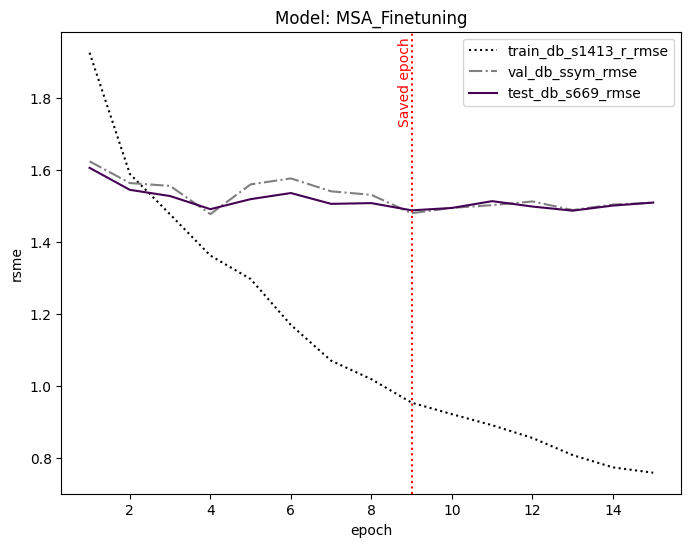 Model: MSA_Finetuning
train_db_s1413_r_rmse
val_db_ssym_rmse
test_db_s669_rmse
Saved epoch
rsme
1.8
1.6
1.4
1.2
1.0
0.8
2 4 6 8 10 12 14
epoch